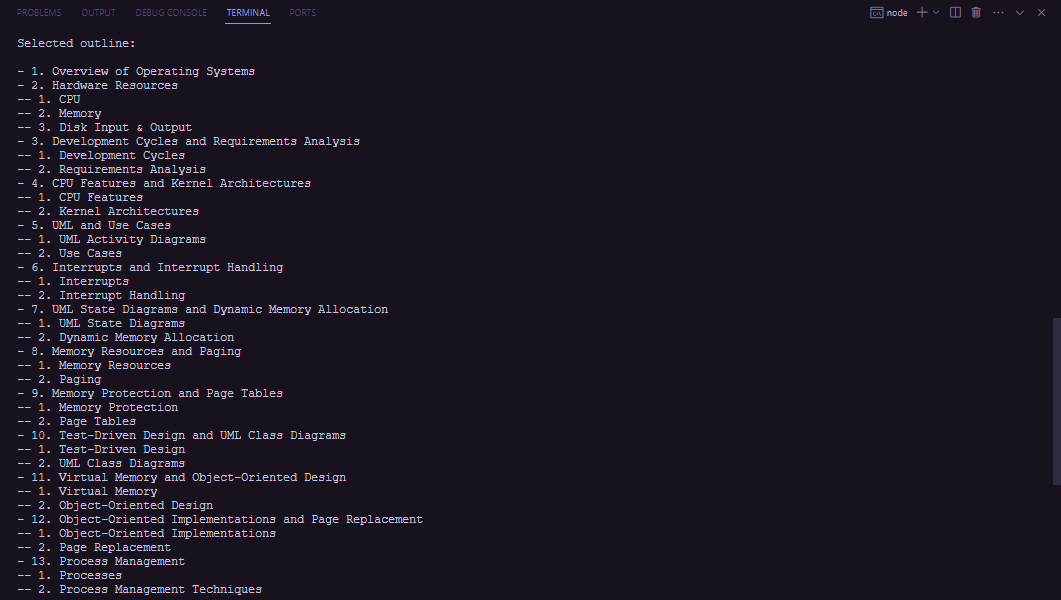 PROBLEMS OUTPUT DEBUG CONSOLE TERMINAL PORTS node
Selected outline:
- 1. Overview of Operating Systems
- 2. Hardware Resources
-- 1. CPU
-- 2. Memory
-- 3. Disk Input & Output
- 3. Development Cycles and Requirements Analysis
-- 1. Development Cycles
-- 2. Requirements Analysis
- 4. CPU Features and Kernel Architectures
-- 1. CPU Features
-- 2. Kernel Architectures
- 5. UML and Use Cases
-- 1. UML Activity Diagrams
-- 2. Use Cases
- 6. Interrupts and Interrupt Handling
-- 1. Interrupts
-- 2. Interrupt Handling
- 7. UML State Diagrams and Dynamic Memory Allocation
-- 1. UML State Diagrams
-- 2. Dynamic Memory Allocation
- 8. Memory Resources and Paging
-- 1. Memory Resources
-- 2. Paging
- 9. Memory Protection and Page Tables
-- 1. Memory Protection
-- 2. Page Tables
- 10. Test-Driven Design and UML Class Diagrams
-- 1. Test-Driven Design
-- 2. UML Class Diagrams
- 11. Virtual Memory and Object-Oriented Design
-- 1. Virtual Memory
-- 2. Object-Oriented Design
- 12. Object-Oriented Implementations and Page Replacement
-- 1. Object-Oriented Implementations
-- 2. Page Replacement
- 13. Process Management
-- 1. Processes
-- 2. Process Management Techniques